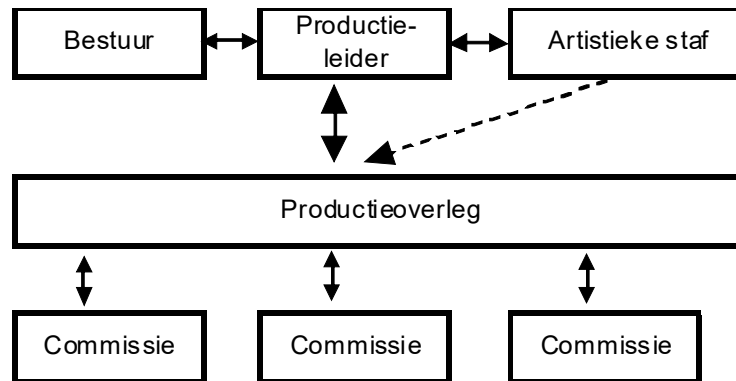 Bestuur
Productie-
leider
Artistieke staf
Productieoverleg
Commissie
Commissie
Commissie